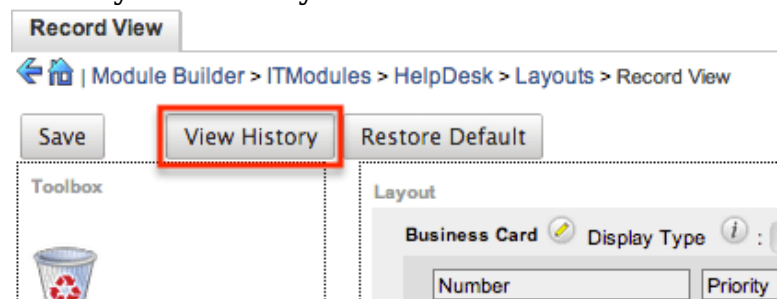 Record View
| Module Builder > ITModules > HelpDesk > Layouts > Record View
Save View History Restore Default
Toolbox
Layout
Business Card Display Type i :
Number Priority